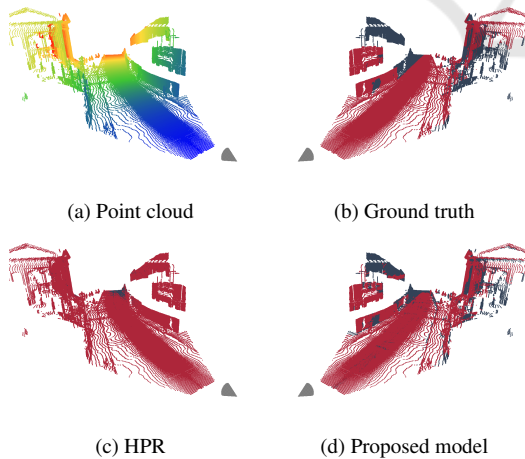 (a) Point cloud
(b) Ground truth
(c) HPR
(d) Proposed model